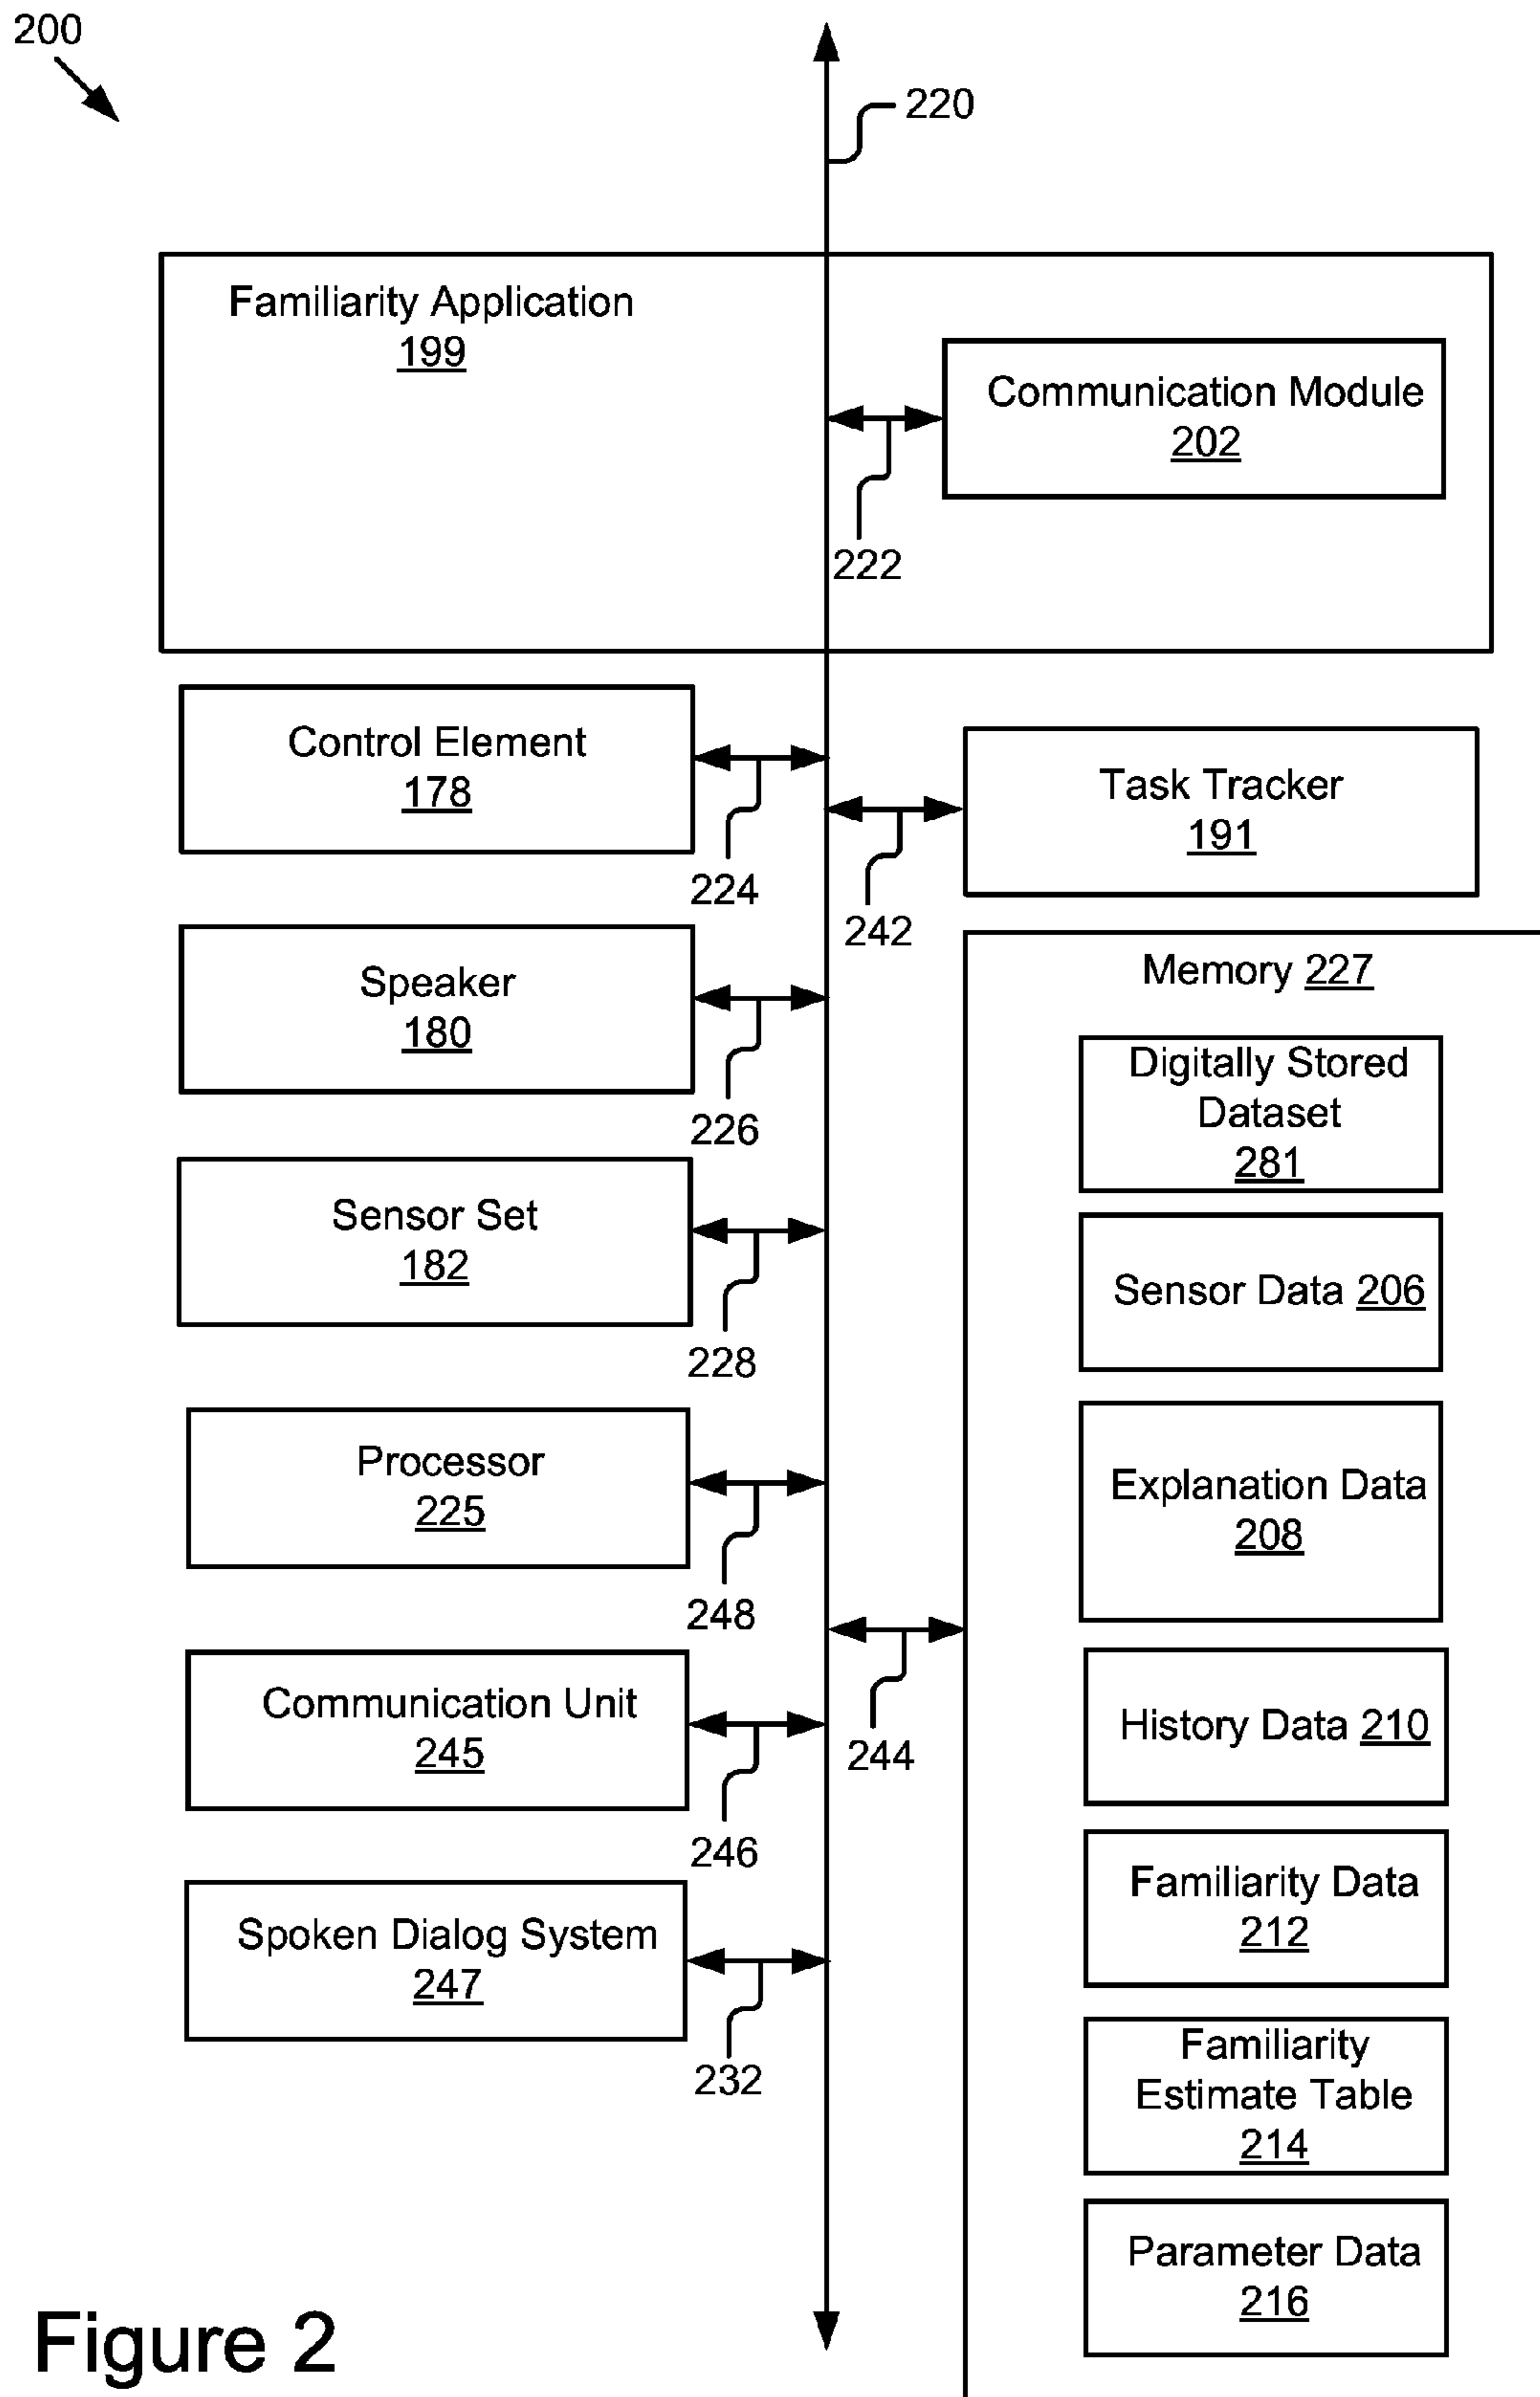 200
220
Familiarity Application
199
Communication Module
202
222
Control Element
178
224
Task Tracker
191
242
Speaker
180
226
Memory 227
Digitally Stored
Dataset
281
Sensor Set
182
228
Sensor Data 206
Processor
225
248
Explanation Data
208
Communication Unit
245
246
244
History Data 210
Spoken Dialog System
247
232
Familiarity Data
212
Familiarity
Estimate Table
214
Parameter Data
216
Figure 2